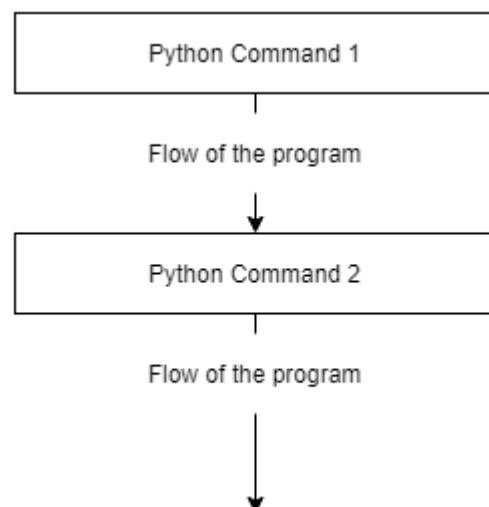 Python Command 1
Flow of the program
Python Command 2
Flow of the program